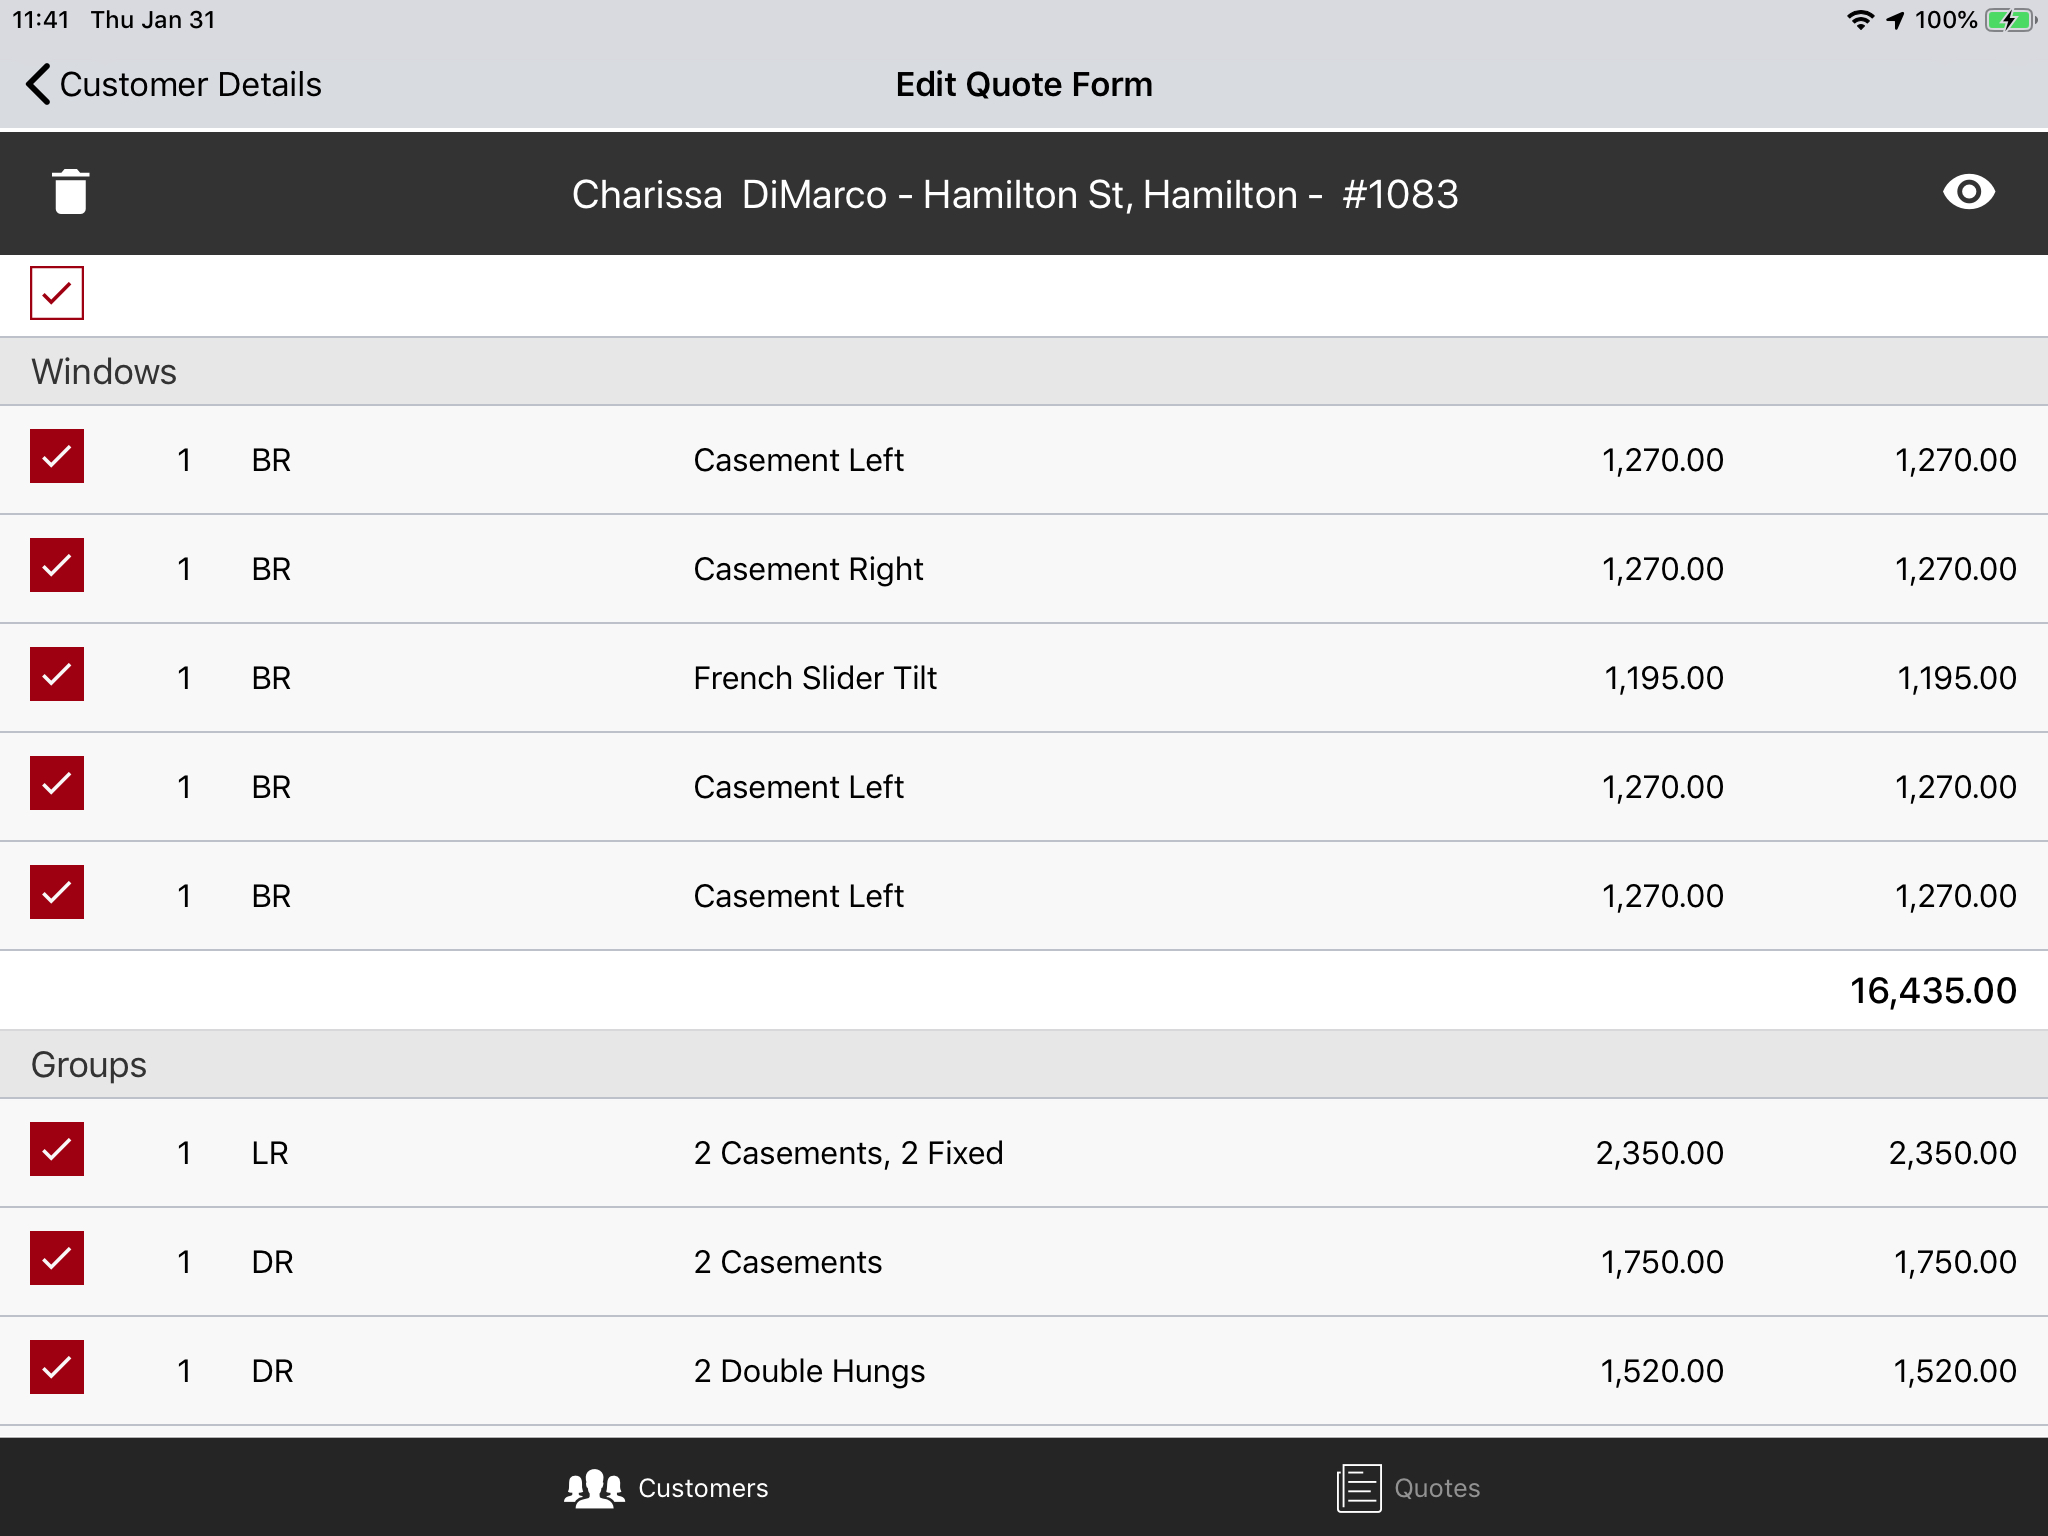 11:41 Thu Jan 31 100%
Customer Details Edit Quote Form
Charissa DiMarco - Hamilton St, Hamilton - #1083
Windows
1 BR Casement Left 1,270.00 1,270.00
1 BR Casement Right 1,270.00 1,270.00
1 BR French Slider Tilt 1,195.00 1,195.00
1 BR Casement Left 1,270.00 1,270.00
1 BR Casement Left 1,270.00 1,270.00
16,435.00
Groups
1 LR 2 Casements, 2 Fixed 2,350.00 2,350.00
1 DR 2 Casements 1,750.00 1,750.00
1 DR 2 Double Hungs 1,520.00 1,520.00
Customers Quotes